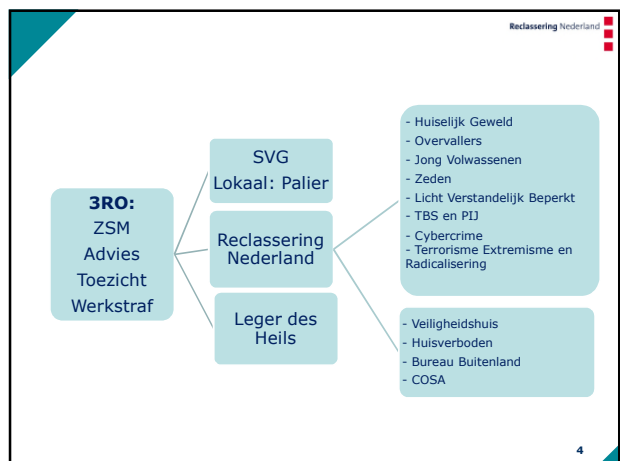 Reclassering Nederland
3RO:
ZSM
Advies
Toezicht
Werkstraf
SVG
Lokaal: Palier
Reclassering
Nederland
Leger des
Heils
- Huiselijk Geweld
- Overvallers
- Jong Volwassenen
- Zeden
- Licht Verstandelijk Beperkt
- TBS en PIJ
- Cybercrime
- Terrorisme Extremisme en
Radicalisering
- Veiligheidshuis
- Huisverboden
- Bureau Buitenland
- COSA
4